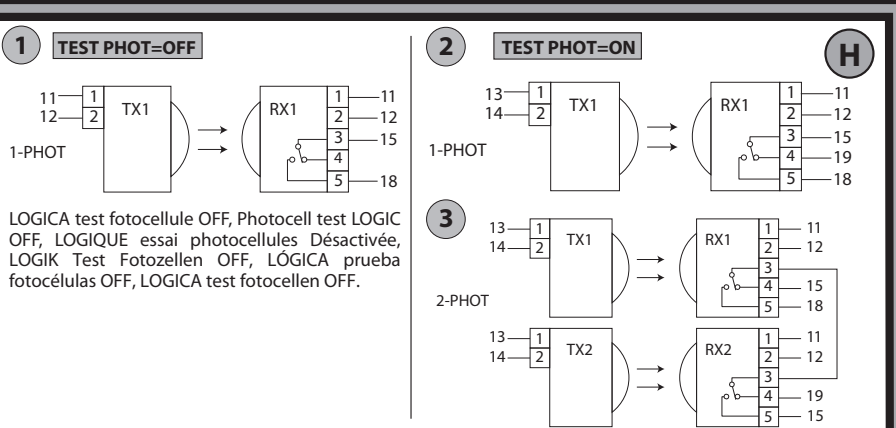 1 TEST PHOT=OFF
11 1 TX1 RX1 1 11
12 2 2 12
3 15
1-PHOT 4
5 18
LOGICA test fotocellule OFF, Photocell test LOGIC
OFF, LOGIQUE essai photocellules Désactivée,
LOGIK Test Fotozellen OFF, LÓGICA prueba
fotocélulas OFF, LOGICA test fotocellen OFF.
2 TEST PHOT=ON H
13 1 TX1 RX1 1 11
14 2 2 12
3 15
1-PHOT 4 19
5 18
3
13 1 TX1 RX1 1 11
14 2 2 12
3
4 15
2-PHOT 5 18
13 1 TX2 RX2 1 11
14 2 2 12
3
4 19
5 15